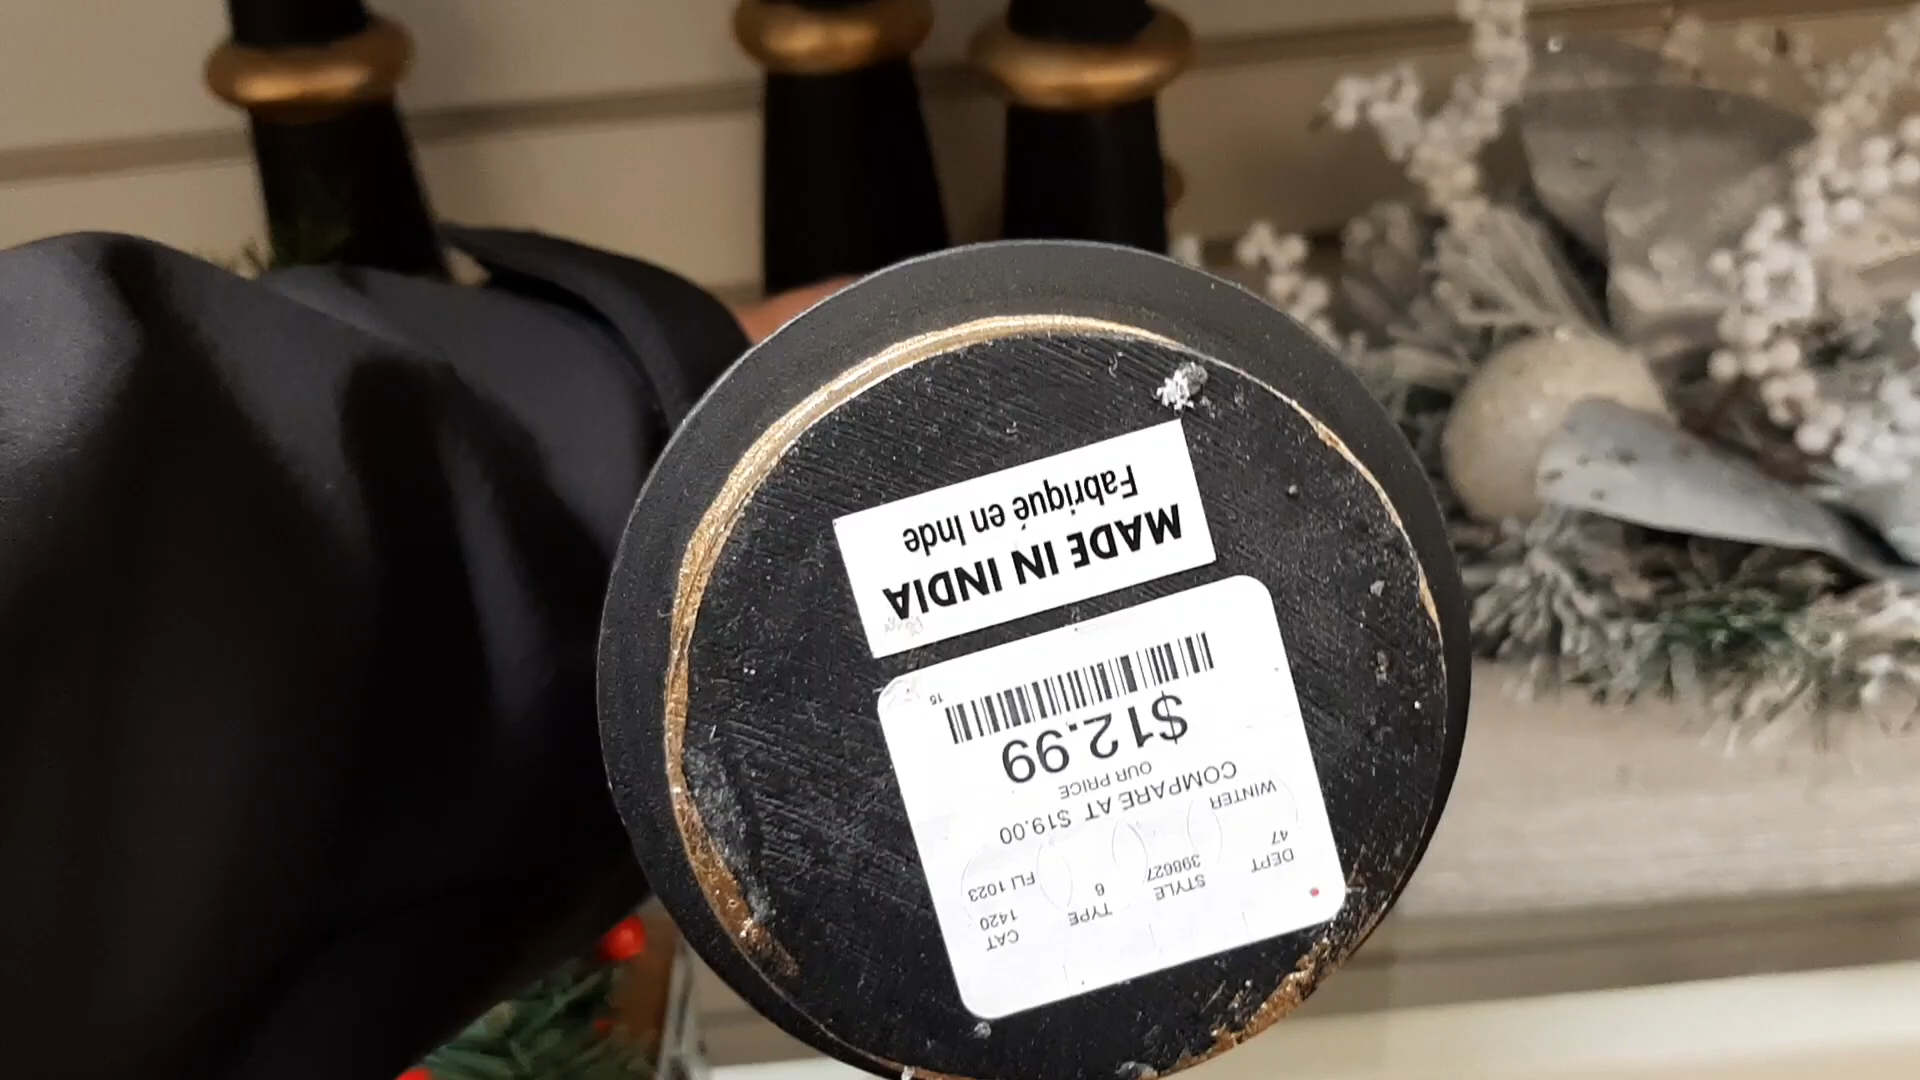 DEPT STYLE TYPE CAT
47 398627 6 1420
WINTER FLI 1023
COMPARE AT $19.00
OUR PRICE
$12.99
15
MADE IN INDIA
Fabriqué en Inde